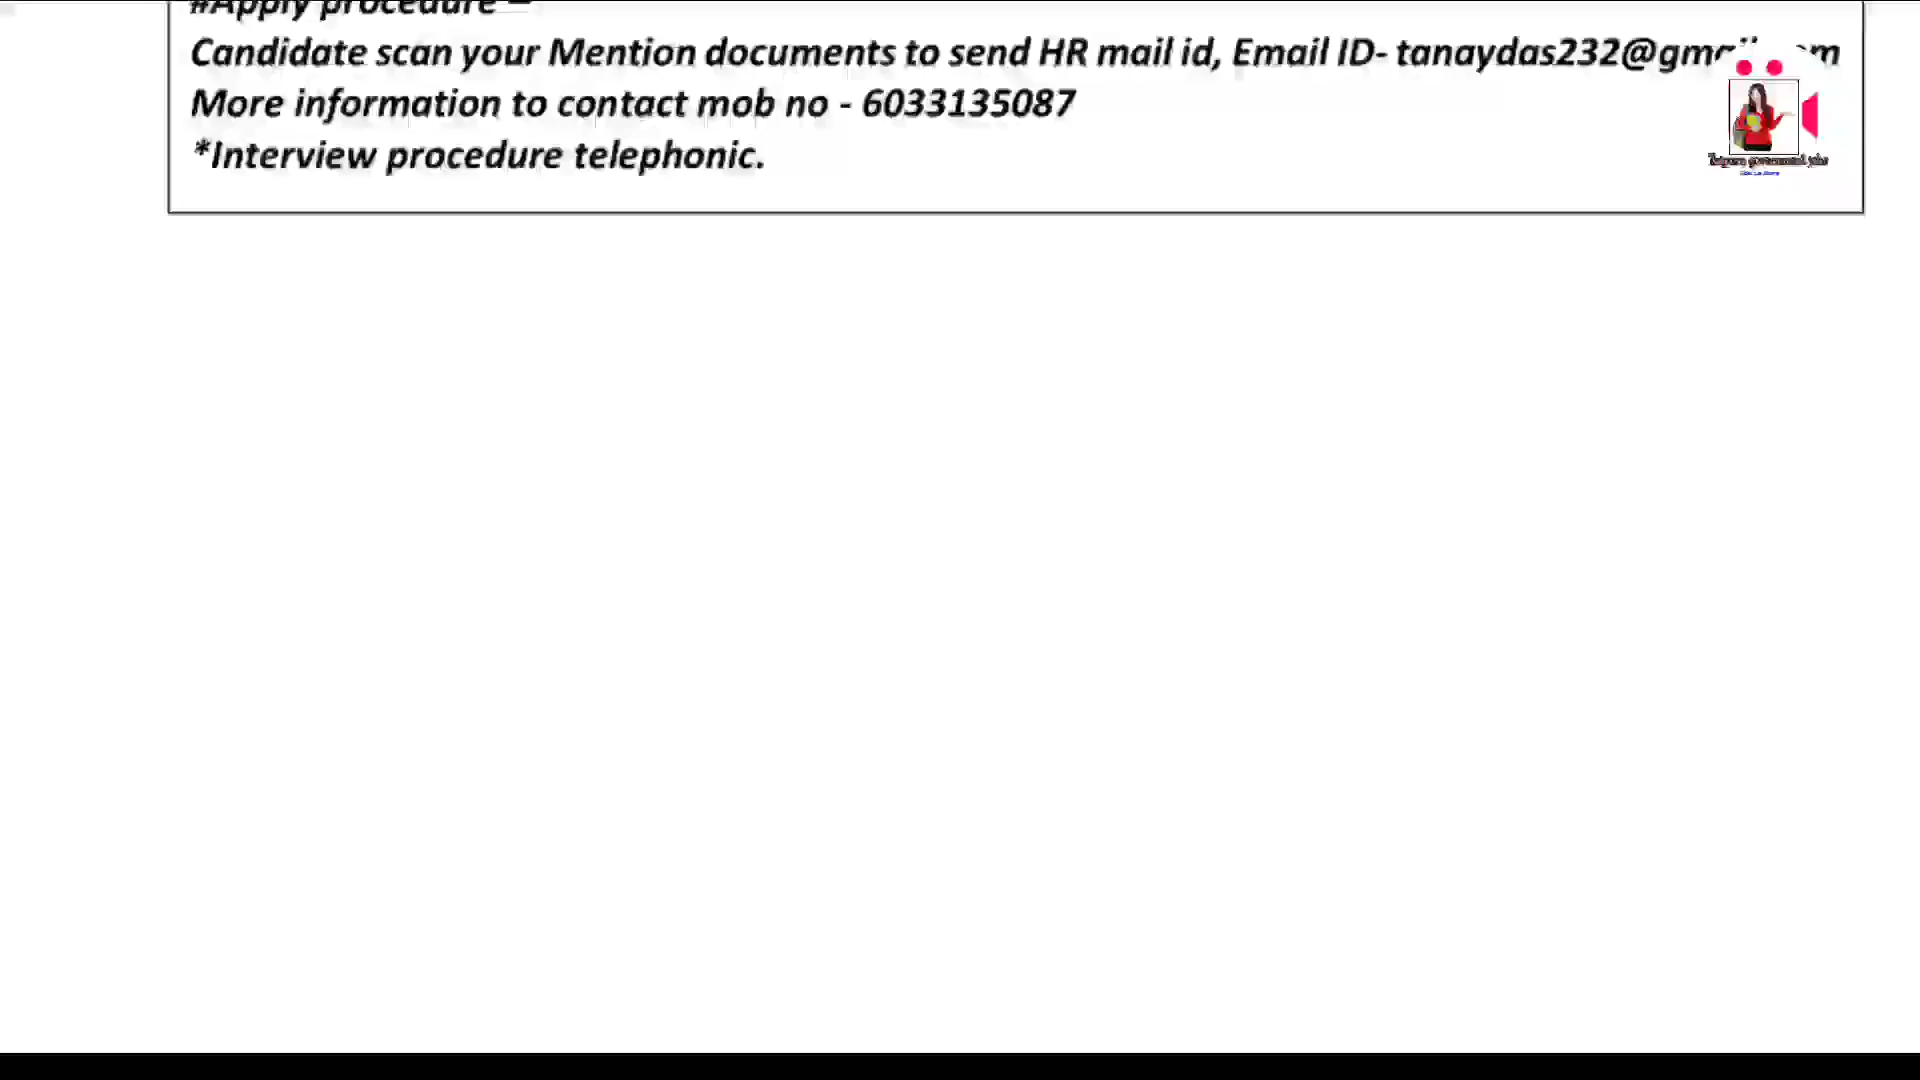 #Apply procedure –
Candidate scan your Mention documents to send HR mail id, Email ID- tanaydas232@gm
More information to contact mob no - 6033135087
*Interview procedure telephonic.